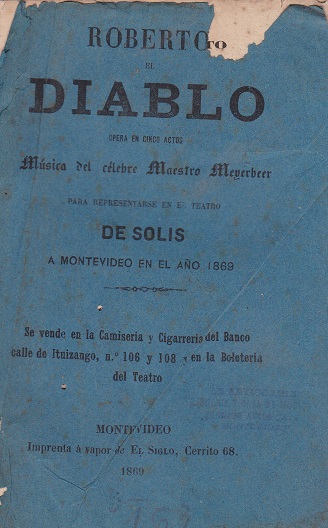 ROBERTO TO
EL
DIABLO
OPERA EN CINCO ACTOS
Música del célebre Maestro Meyerbeer
PARA REPRESENTARSE EN EL TEATRO
DE SOLIS
A MONTEVIDEO EN EL AÑO 1869
Se vende en la Camiseria y Cigarreria del Banco
calle de Ituizango, n.º 106 y 108 y en la Boleteria
del Teatro
MONTEVIDEO
Imprenta á vapor de EL SIGLO, Cerrito 68.
1869